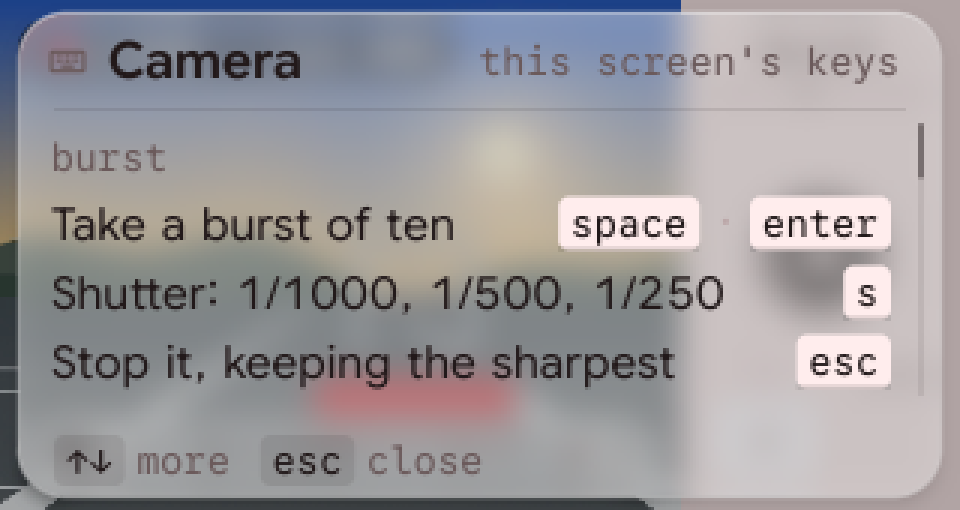 Camera this screen's keys
burst
Take a burst of ten space · enter
Shutter: 1/1000, 1/500, 1/250 s
Stop it, keeping the sharpest esc
↑↓ more esc close